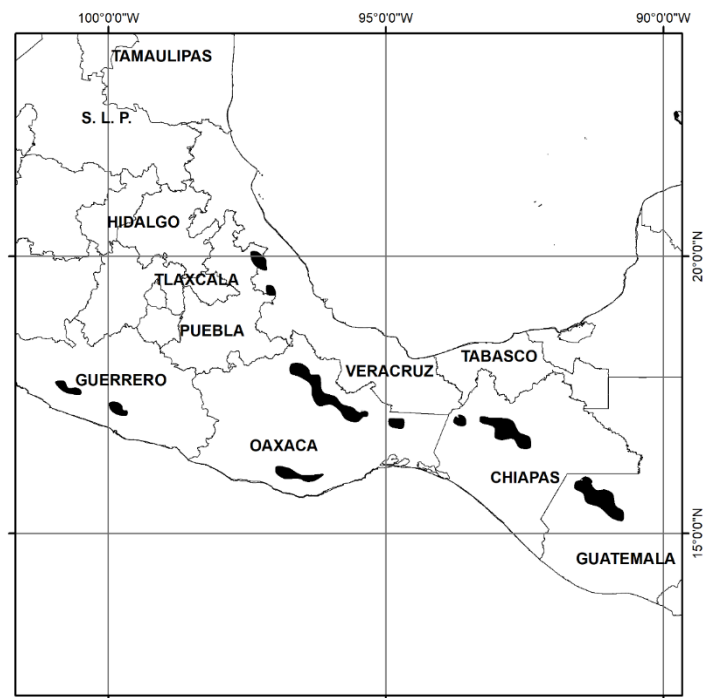 100°0'0"W 95°0'0"W 90°0'0"W
TAMAULIPAS
S. L. P.
HIDALGO
20°0'0"N
TLAXCALA
PUEBLA
TABASCO
VERACRUZ
GUERRERO
OAXACA
CHIAPAS
15°0'0"N
GUATEMALA